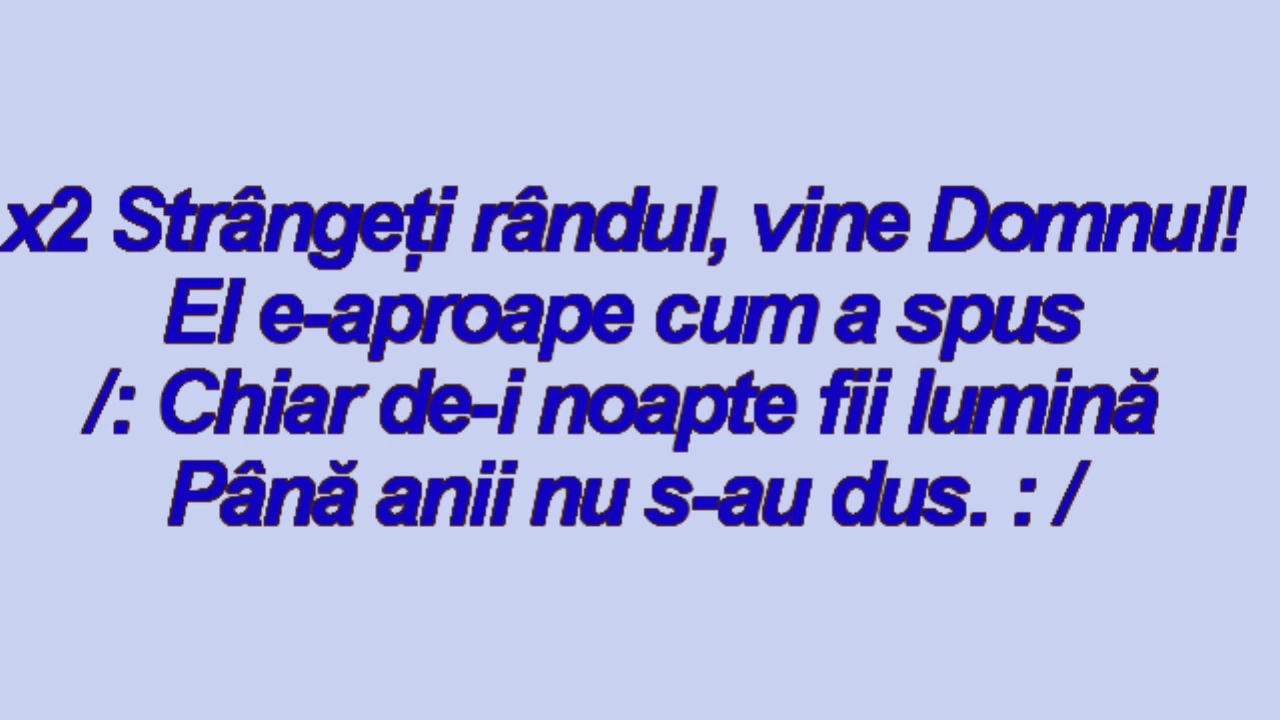 x2 Strângeți rândul, vine Domnul!
El e-aproape cum a spus
/: Chiar de-i noapte fii lumină
Până anii nu s-au dus. : /